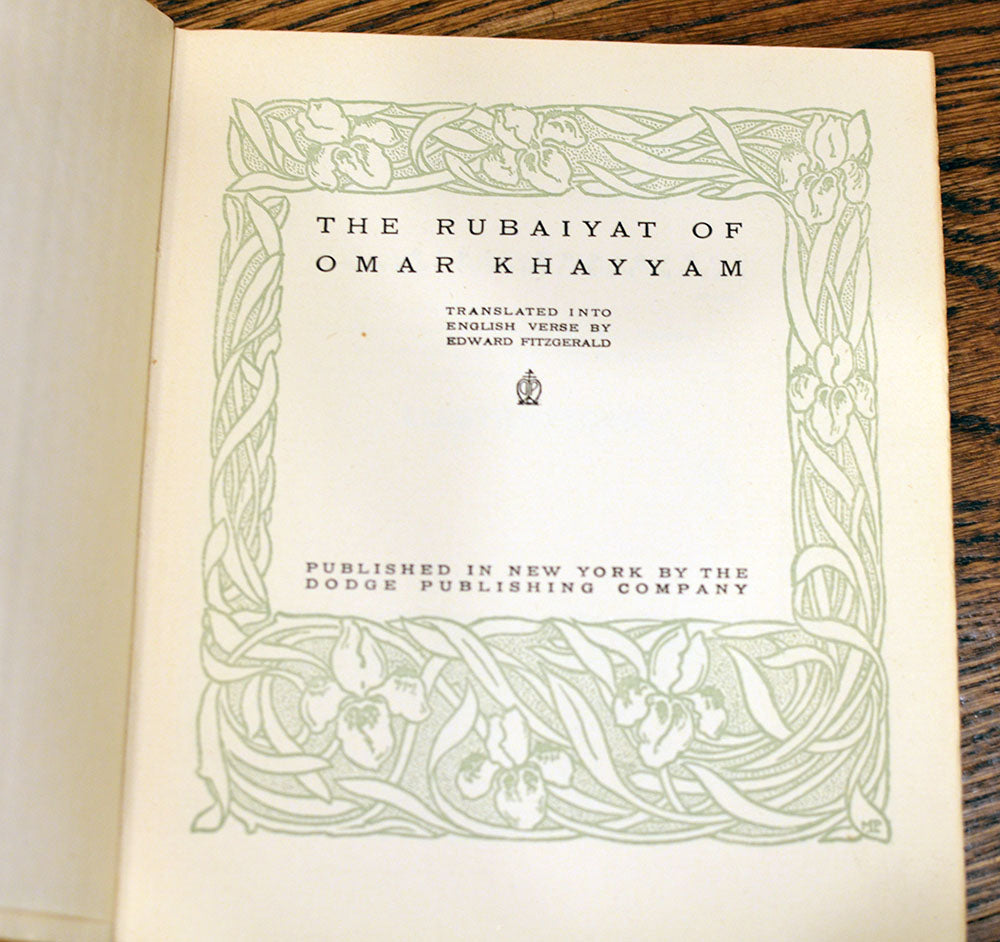 THE RUBAIYAT OF
OMAR KHAYYAM
TRANSLATED INTO
ENGLISH VERSE BY
EDWARD FITZGERALD
PUBLISHED IN NEW YORK BY THE
DODGE PUBLISHING COMPANY